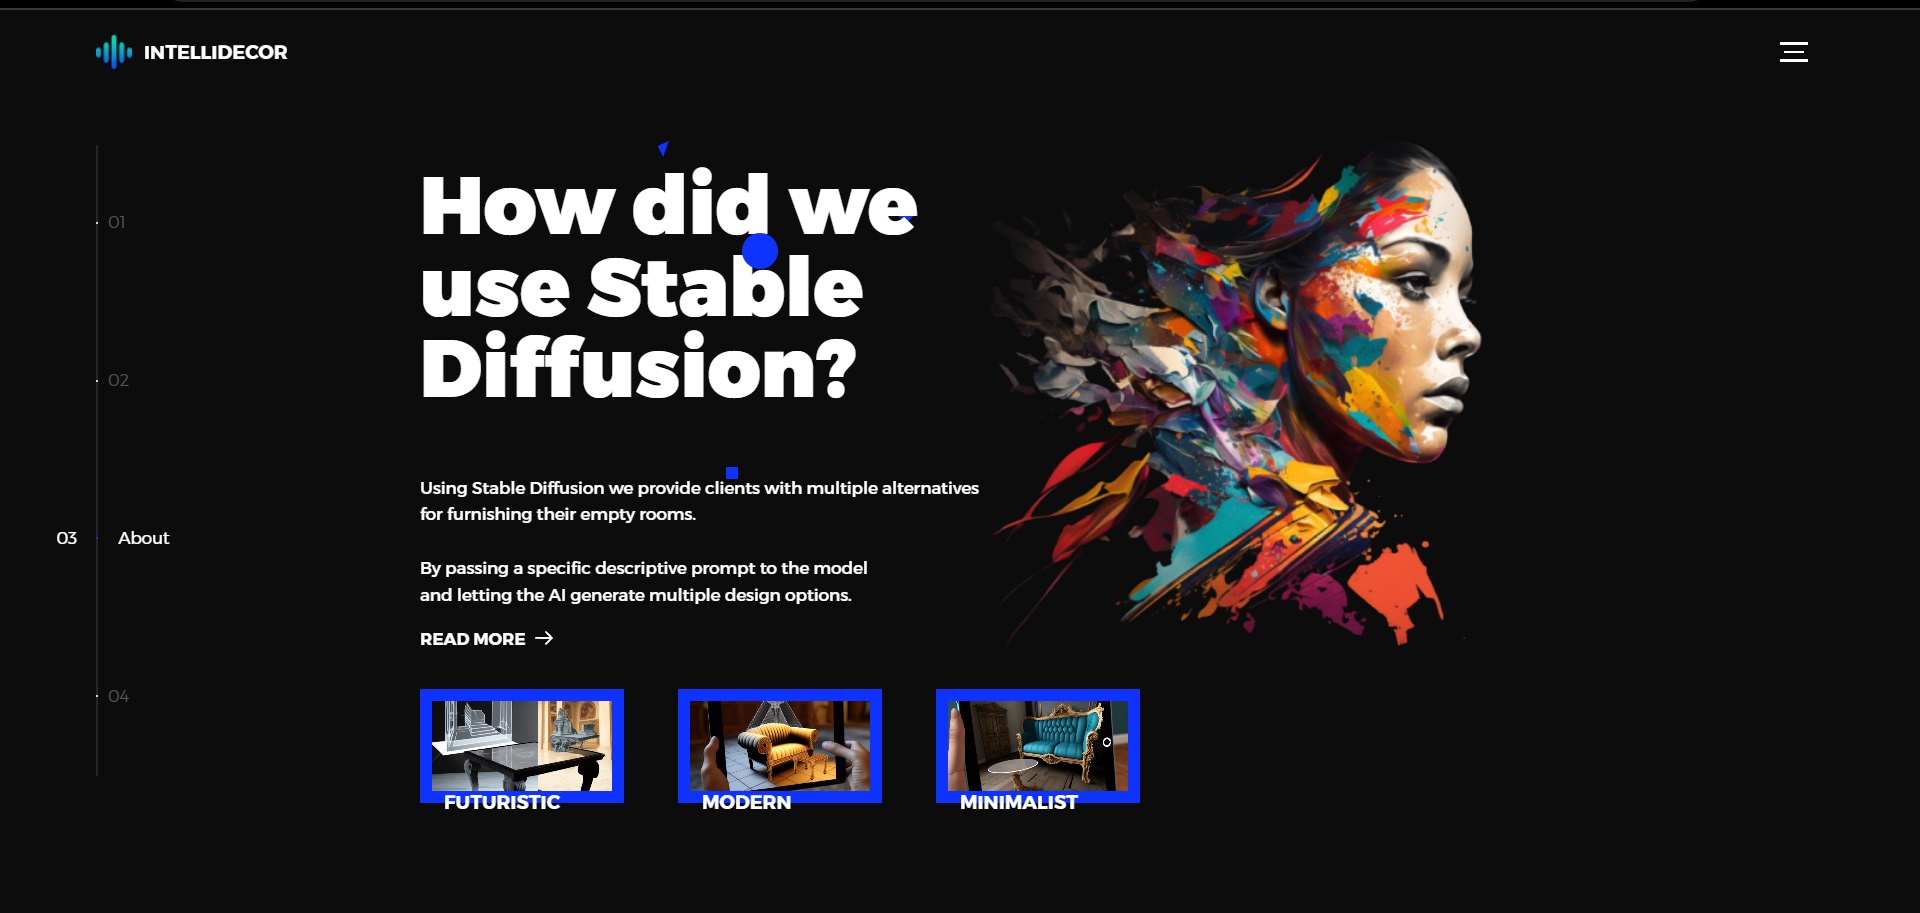 INTELLIDECOR
01
02
03 About
04
How did we
use Stable
Diffusion?
Using Stable Diffusion we provide clients with multiple alternatives
for furnishing their empty rooms.
By passing a specific descriptive prompt to the model
and letting the AI generate multiple design options.
READ MORE
FUTURISTIC
MODERN
MINIMALIST